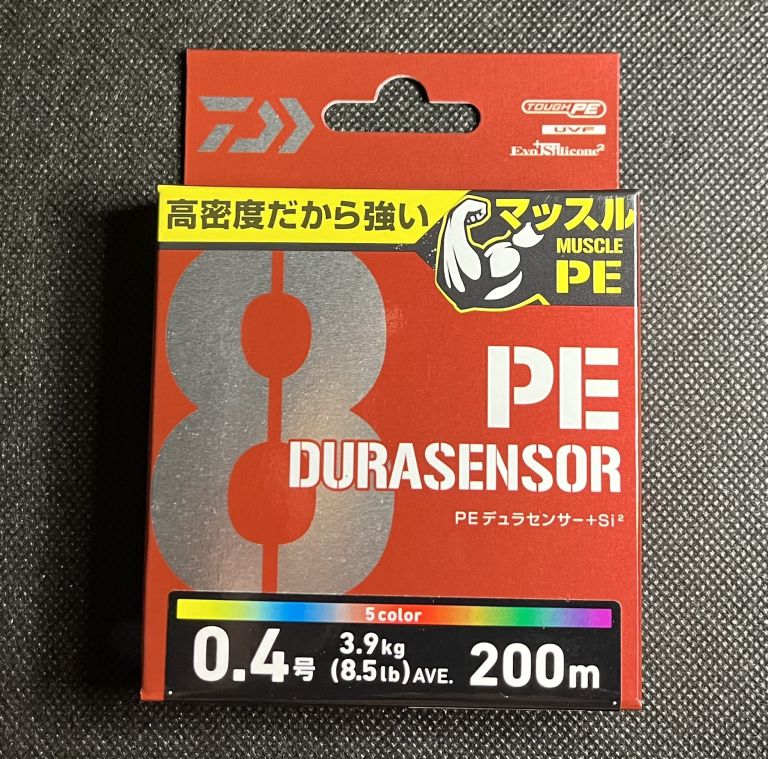 TOUGH PE
UVF
Evo Silicone²
高密度だから強い
マッスル
MUSCLE
PE
8
PE
DURASENSOR
PEデュラセンサー+Si²
5color
0.4号
3.9kg
(8.5lb)AVE.
200m